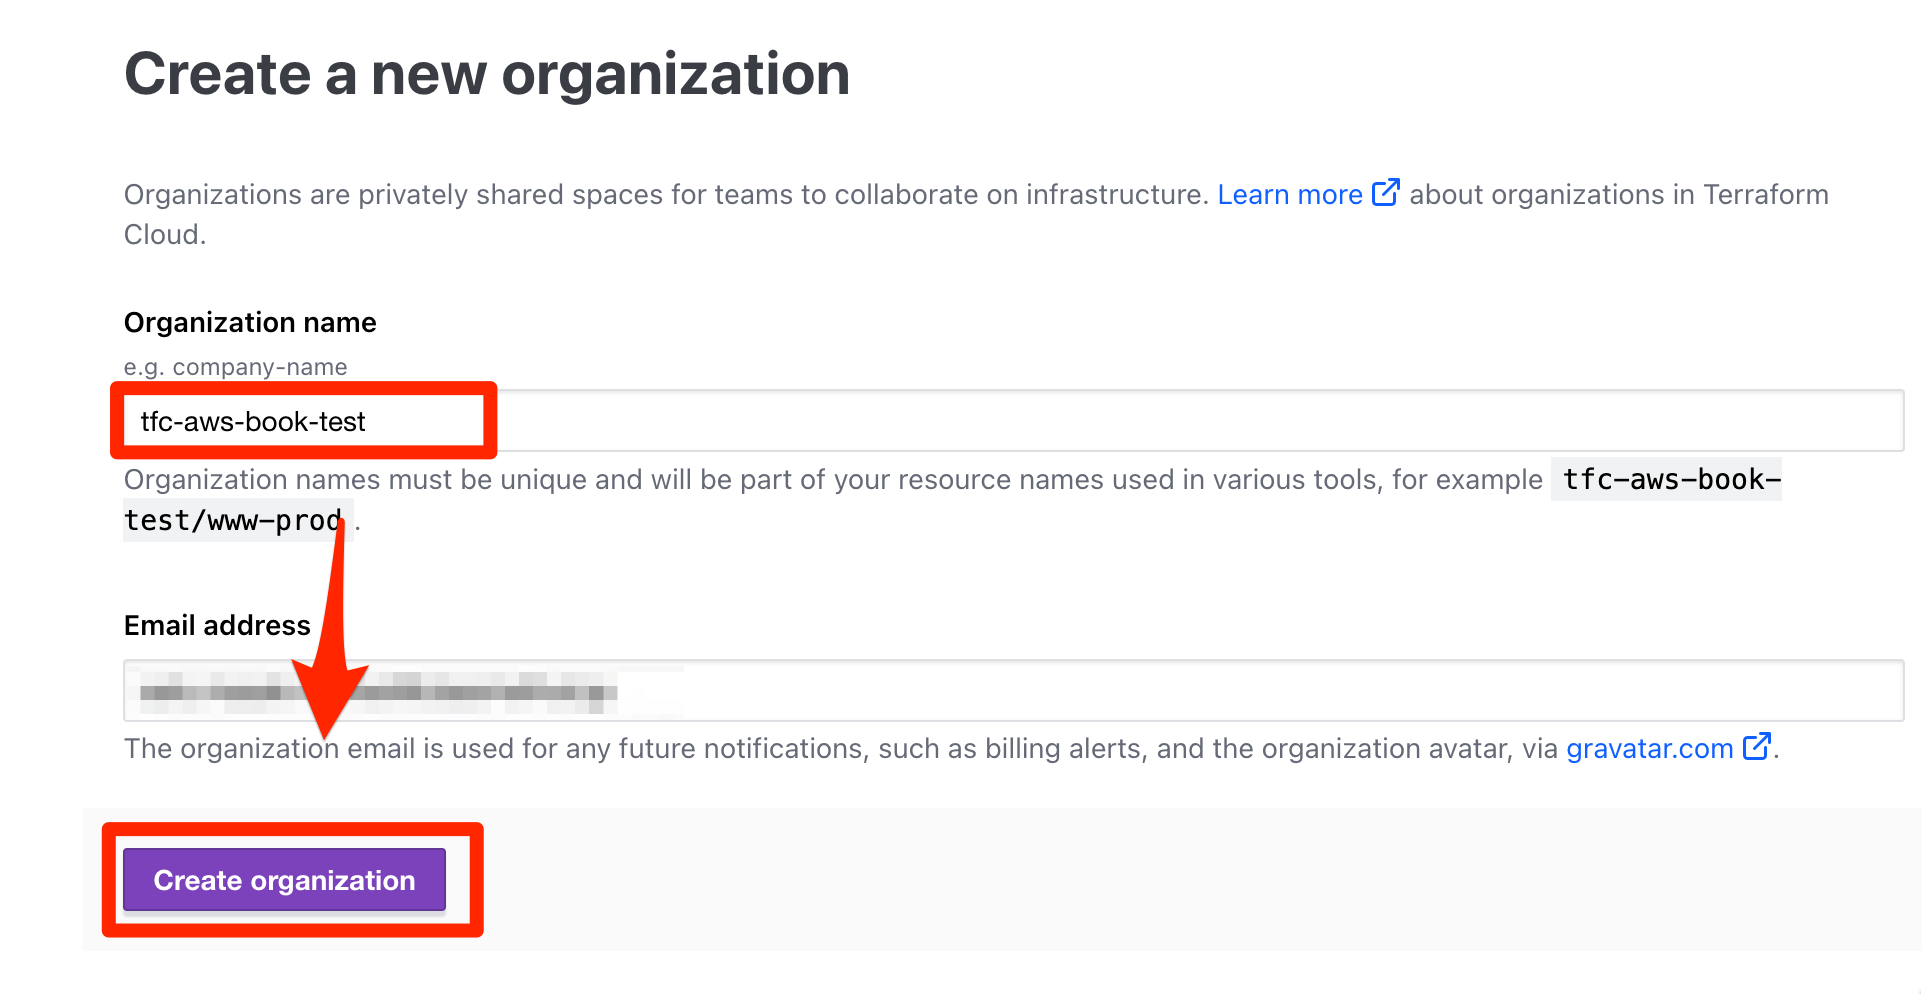 Create a new organization
Organizations are privately shared spaces for teams to collaborate on infrastructure. Learn more about organizations in Terraform
Cloud.
Organization name
e.g. company-name
tfc-aws-book-test
Organization names must be unique and will be part of your resource names used in various tools, for example tfc-aws-book-
test/www-prod.
Email address
The organization email is used for any future notifications, such as billing alerts, and the organization avatar, via gravatar.com.
Create organization